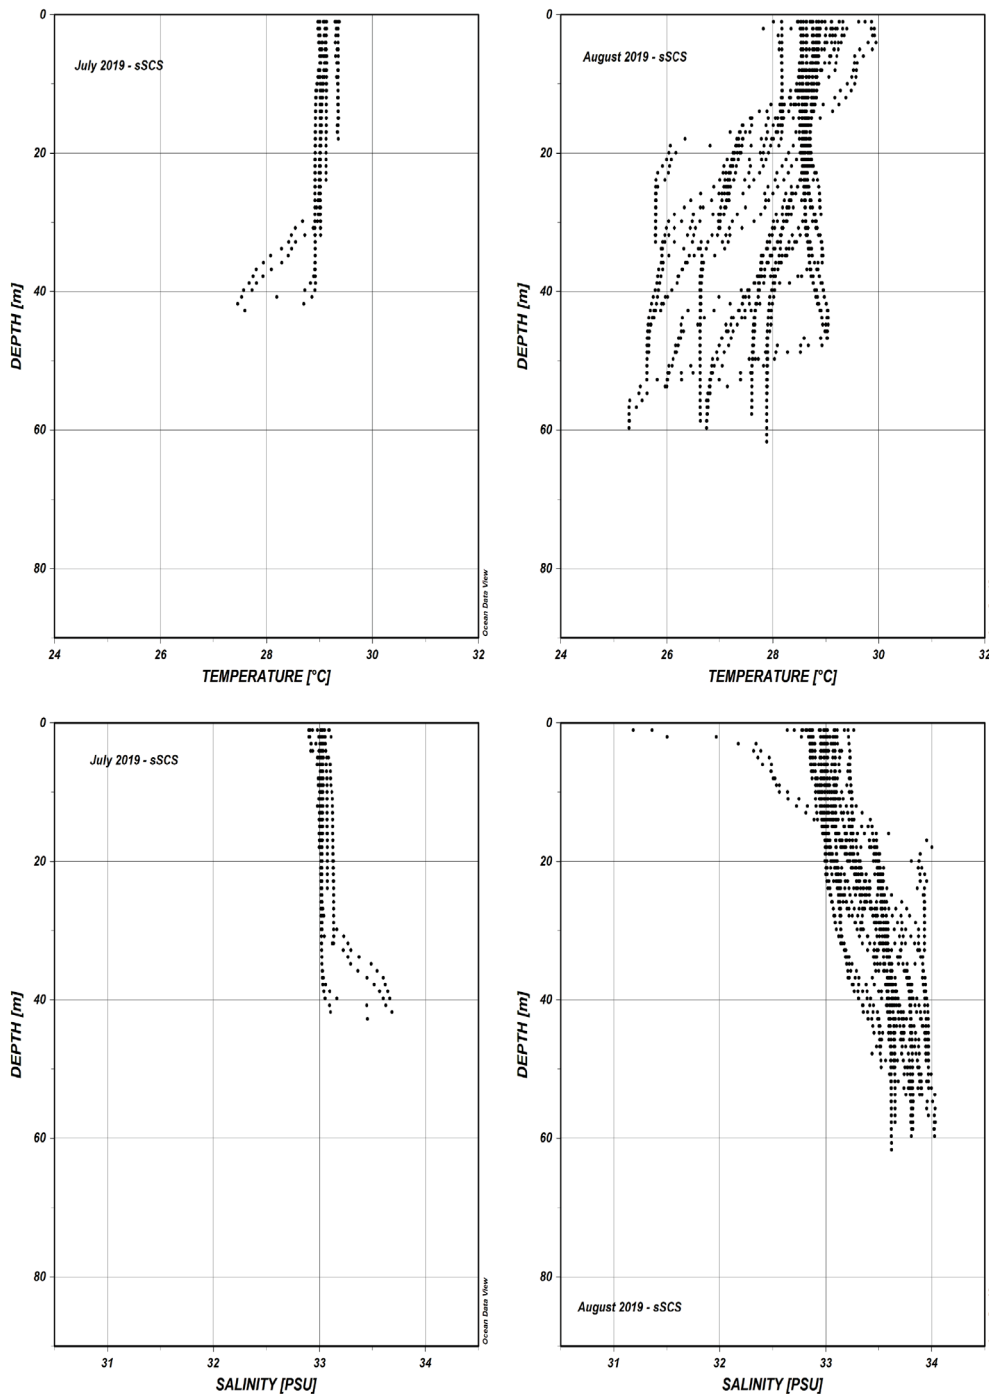 0
July 2019 - sSCS
20
40
60
80
DEPTH [m]
Ocean Data View
24
26
28
30
32
TEMPERATURE [°C]
0
August 2019 - sSCS
20
40
60
80
DEPTH [m]
24
26
28
30
TEMPERATURE [°C]
0
July 2019 - sSCS
20
40
60
80
DEPTH [m]
Ocean Data View
31
32
33
34
SALINITY [PSU]
0
20
40
60
80
August 2019 - sSCS
DEPTH [m]
31
32
33
34
SALINITY [PSU]